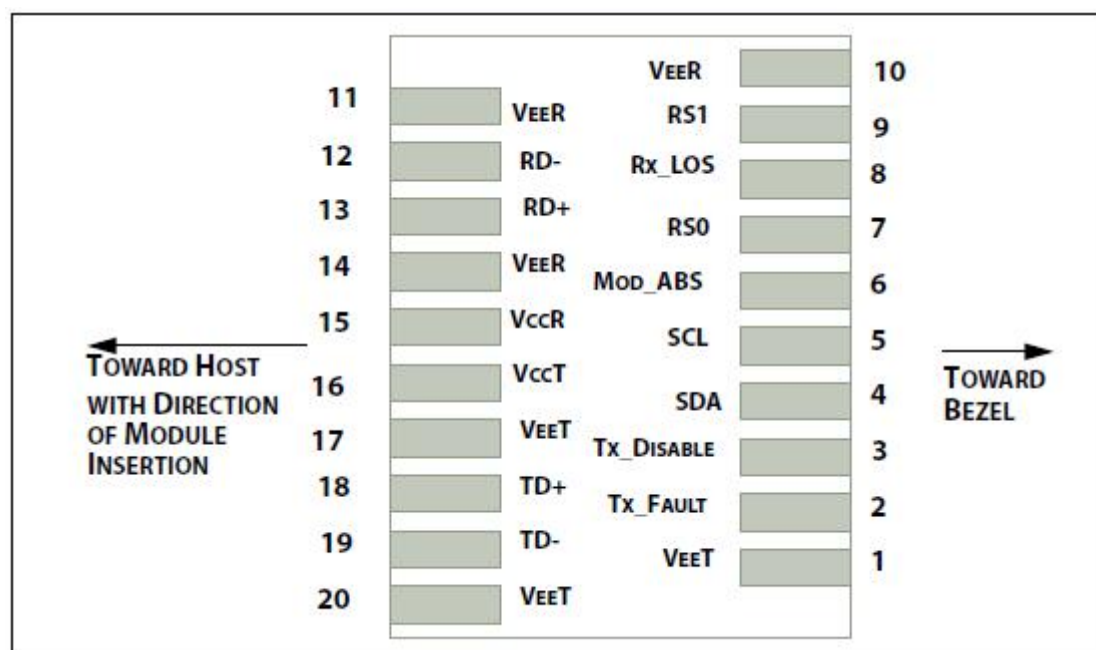 11 VEER
12 RD-
13 RD+
14 VEER
15 VCCR
16 VCCT
17 VEET
18 TD+
19 TD-
20 VEET
VEER 10
RS1 9
RX_LOS 8
RS0 7
MOD_ABS 6
SCL 5
SDA 4
TX_DISABLE 3
TX_FAULT 2
VEET 1
TOWARD HOST
WITH DIRECTION
OF MODULE
INSERTION
TOWARD
BEZEL